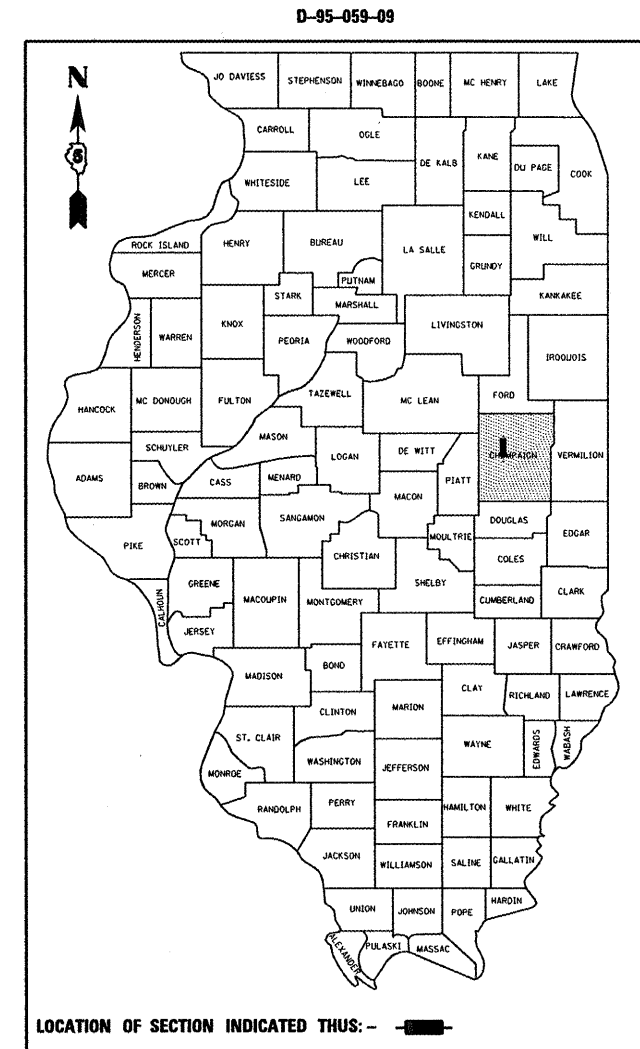 D-95-059-09
N
5
JO DAVIESS STEPHENSON WINNEBAGO BOONE MC HENRY LAKE
CARROLL OGLE DE KALB KANE DU PAGE COOK
WHITESIDE LEE
KENDALL
ROCK ISLAND HENRY BUREAU LA SALLE WILL
MERCER PUTNAM GRUNDY
STARK MARSHALL KANKAKEE
HENDERSON WARREN KNOX PEORIA WOODFORD LIVINGSTON IROQUOIS
HANCOCK MC DONOUGH FULTON TAZEWELL MC LEAN FORD
SCHUYLER MASON LOGAN DE WITT CHAMPAIGN VERMILION
ADAMS BROWN CASS MENARD MACON PIATT
PIKE SCOTT MORGAN SANGAMON MOULTRIE DOUGLAS EDGAR
CHRISTIAN COLES
CALHOUN GREENE MACOUPIN MONTGOMERY SHELBY CUMBERLAND CLARK
JERSEY FAYETTE EFFINGHAM JASPER CRAWFORD
MADISON BOND
CLINTON MARION CLAY RICHLAND LAWRENCE
ST. CLAIR WASHINGTON JEFFERSON WAYNE EDWARDS WABASH
MONROE
RANDOLPH PERRY FRANKLIN HAMILTON WHITE
JACKSON WILLIAMSON SALINE GALLATIN
UNION JOHNSON POPE HARDIN
ALEXANDER PULASKI MASSAC
LOCATION OF SECTION INDICATED THUS:-